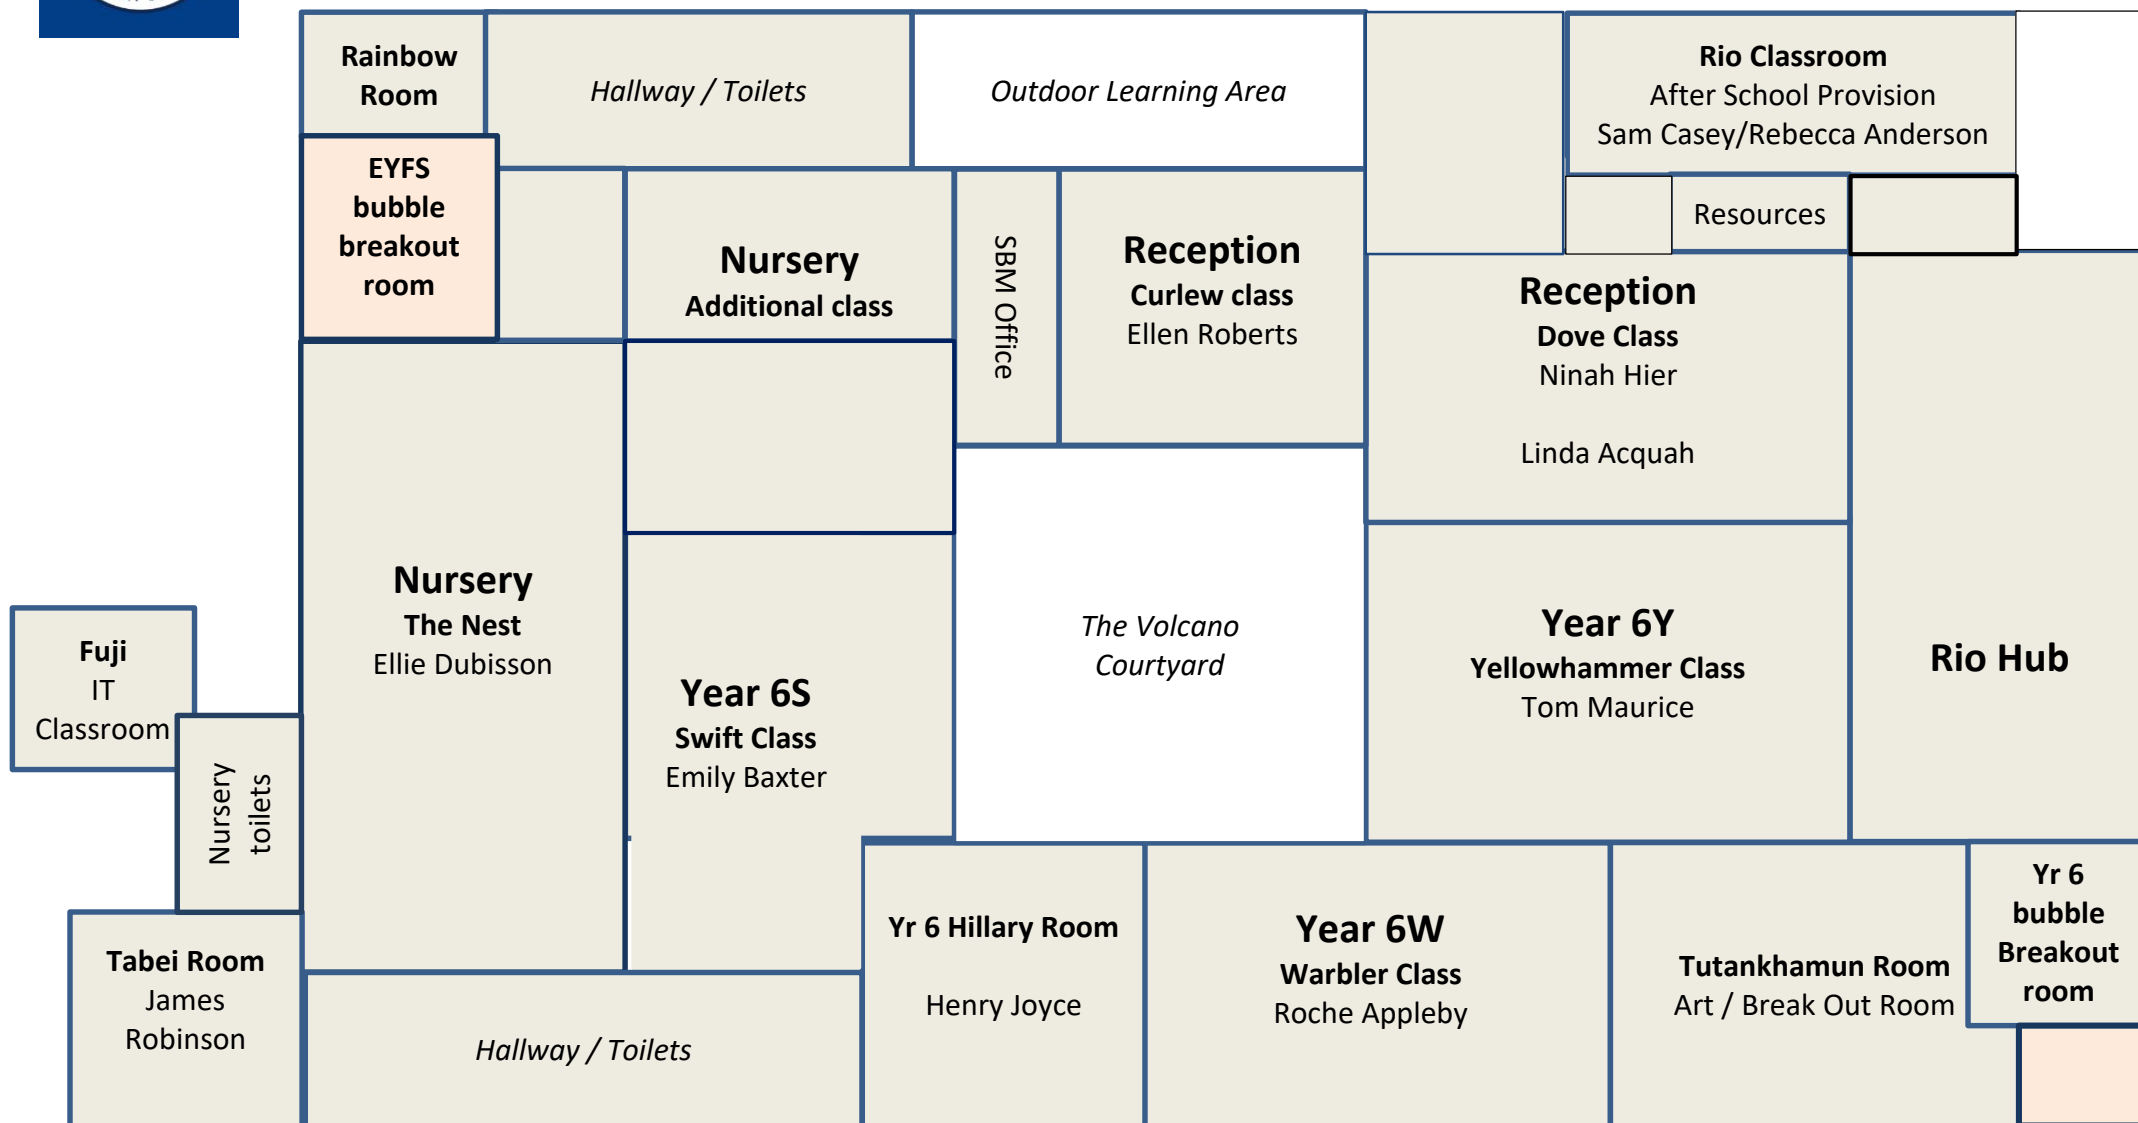 Rainbow
Room
Hallway / Toilets
Outdoor Learning Area
Rio Classroom
After School Provision
Sam Casey/Rebecca Anderson
EYFS
bubble
breakout
room
Nursery
Additional class
SBM Office
Reception
Curlew class
Ellen Roberts
Resources
Reception
Dove Class
Ninah Hier
Linda Acquah
Nursery
The Nest
Ellie Dubisson
Fuji
IT
Classroom
Nursery
toilets
Year 6S
Swift Class
Emily Baxter
The Volcano
Courtyard
Year 6Y
Yellowhammer Class
Tom Maurice
Rio Hub
Tabei Room
James
Robinson
Hallway / Toilets
Yr 6 Hillary Room
Henry Joyce
Year 6W
Warbler Class
Roche Appleby
Tutankhamun Room
Art / Break Out Room
Yr 6
bubble
Breakout
room